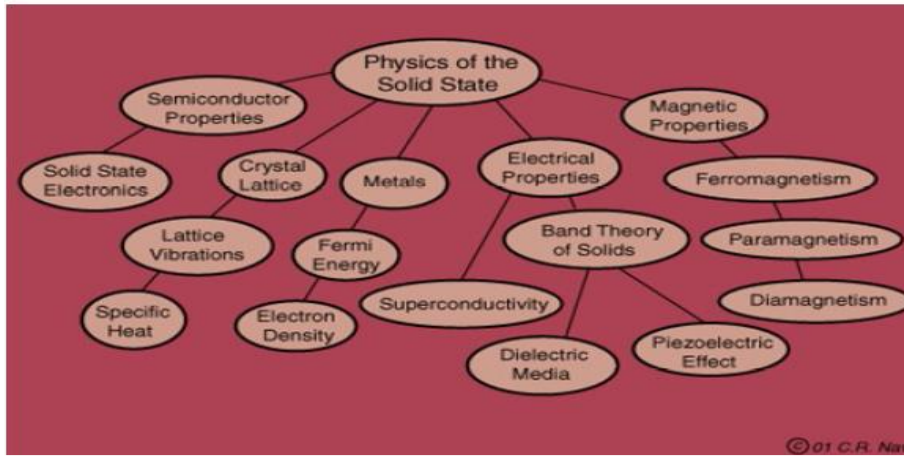 Physics of the
Solid State
Semiconductor
Properties
Magnetic
Properties
Solid State
Electronics
Crystal
Lattice
Metals
Electrical
Properties
Ferromagnetism
Lattice
Vibrations
Fermi
Energy
Band Theory
of Solids
Paramagnetism
Specific
Heat
Electron
Density
Superconductivity
Diamagnetism
Dielectric
Media
Piezoelectric
Effect
© 01 C.R.